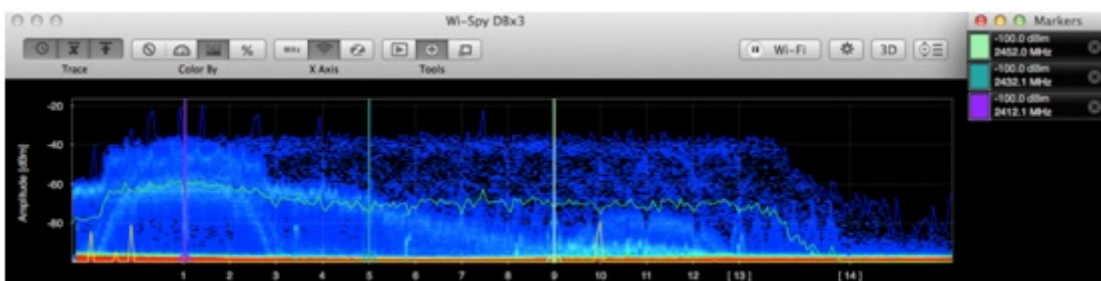 Wi-Spy DBx3
Markers
MHz
%
Wi-Fi
3D
Trace
Color By
X Axis
Tools
-100.0 dBm
2452.0 MHz
-100.0 dBm
2432.1 MHz
-100.0 dBm
2412.1 MHz
Amplitude [dBm]
-20
-40
-60
-80
1 2 3 4 5 6 7 8 9 10 11 12 [ 13 ] [ 14 ]